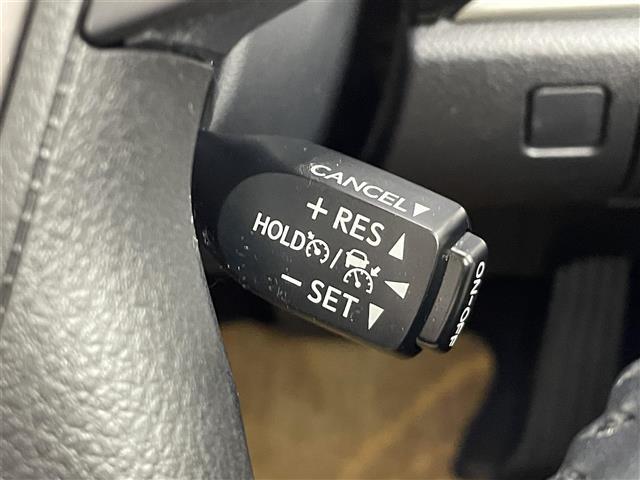 CANCEL▼
+RES▲
HOLD / ◀
−SET▼
ON-OFF